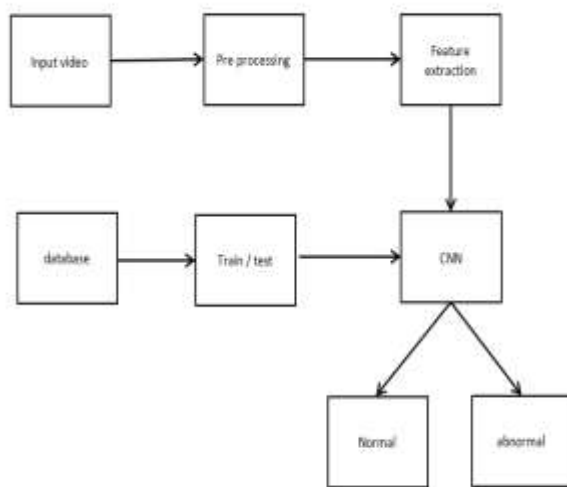 Input video
Pre processing
Feature
extraction
database
Train / test
CNN
Normal
abnormal